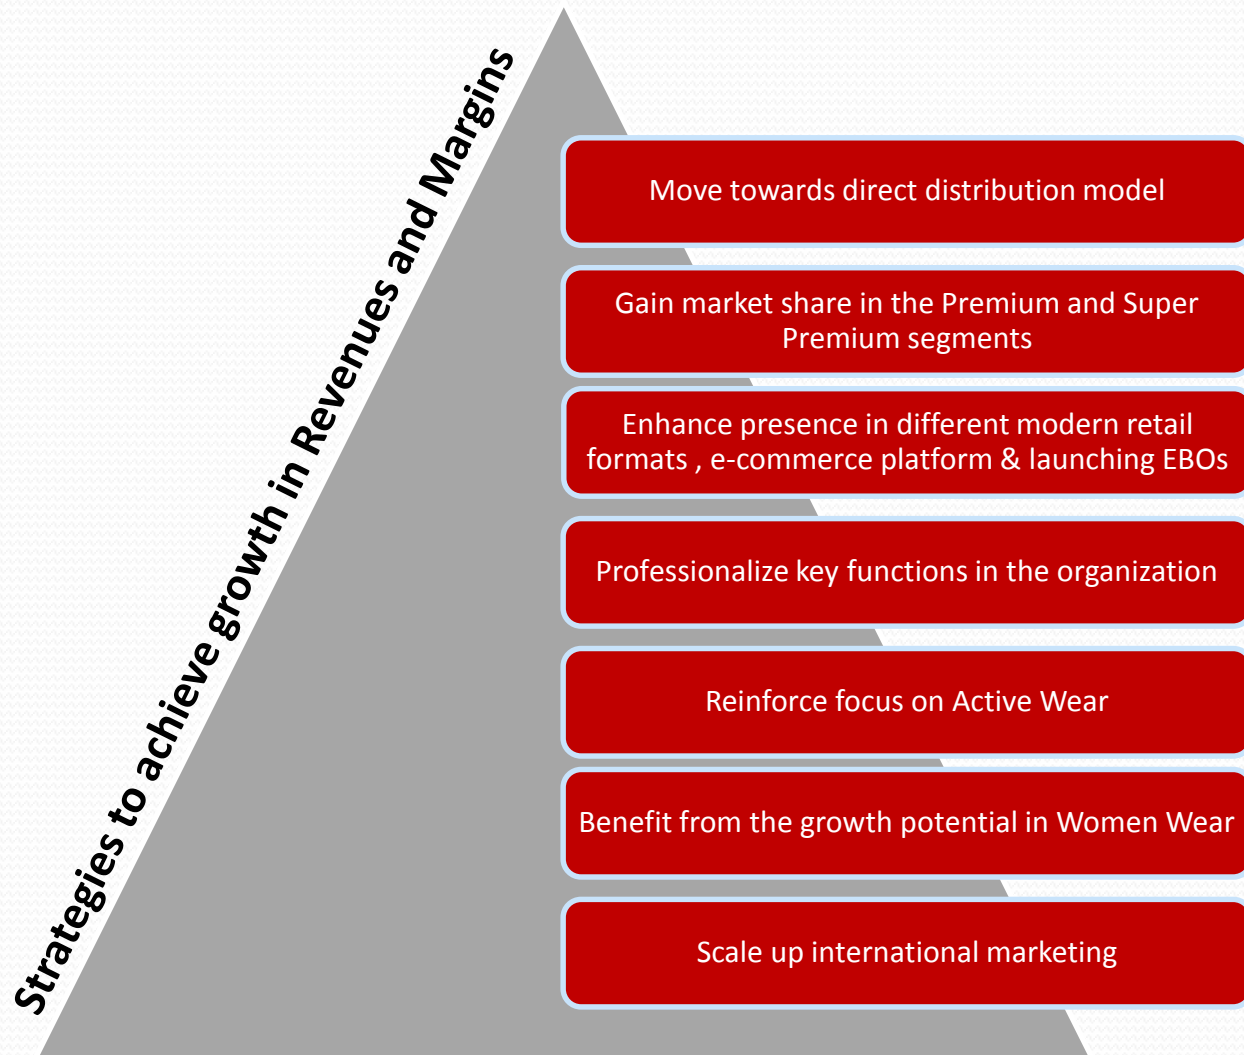 Strategies to achieve growth in Revenues and Margins
Move towards direct distribution model
Gain market share in the Premium and Super
Premium segments
Enhance presence in different modern retail
formats , e-commerce platform & launching EBOs
Professionalize key functions in the organization
Reinforce focus on Active Wear
Benefit from the growth potential in Women Wear
Scale up international marketing